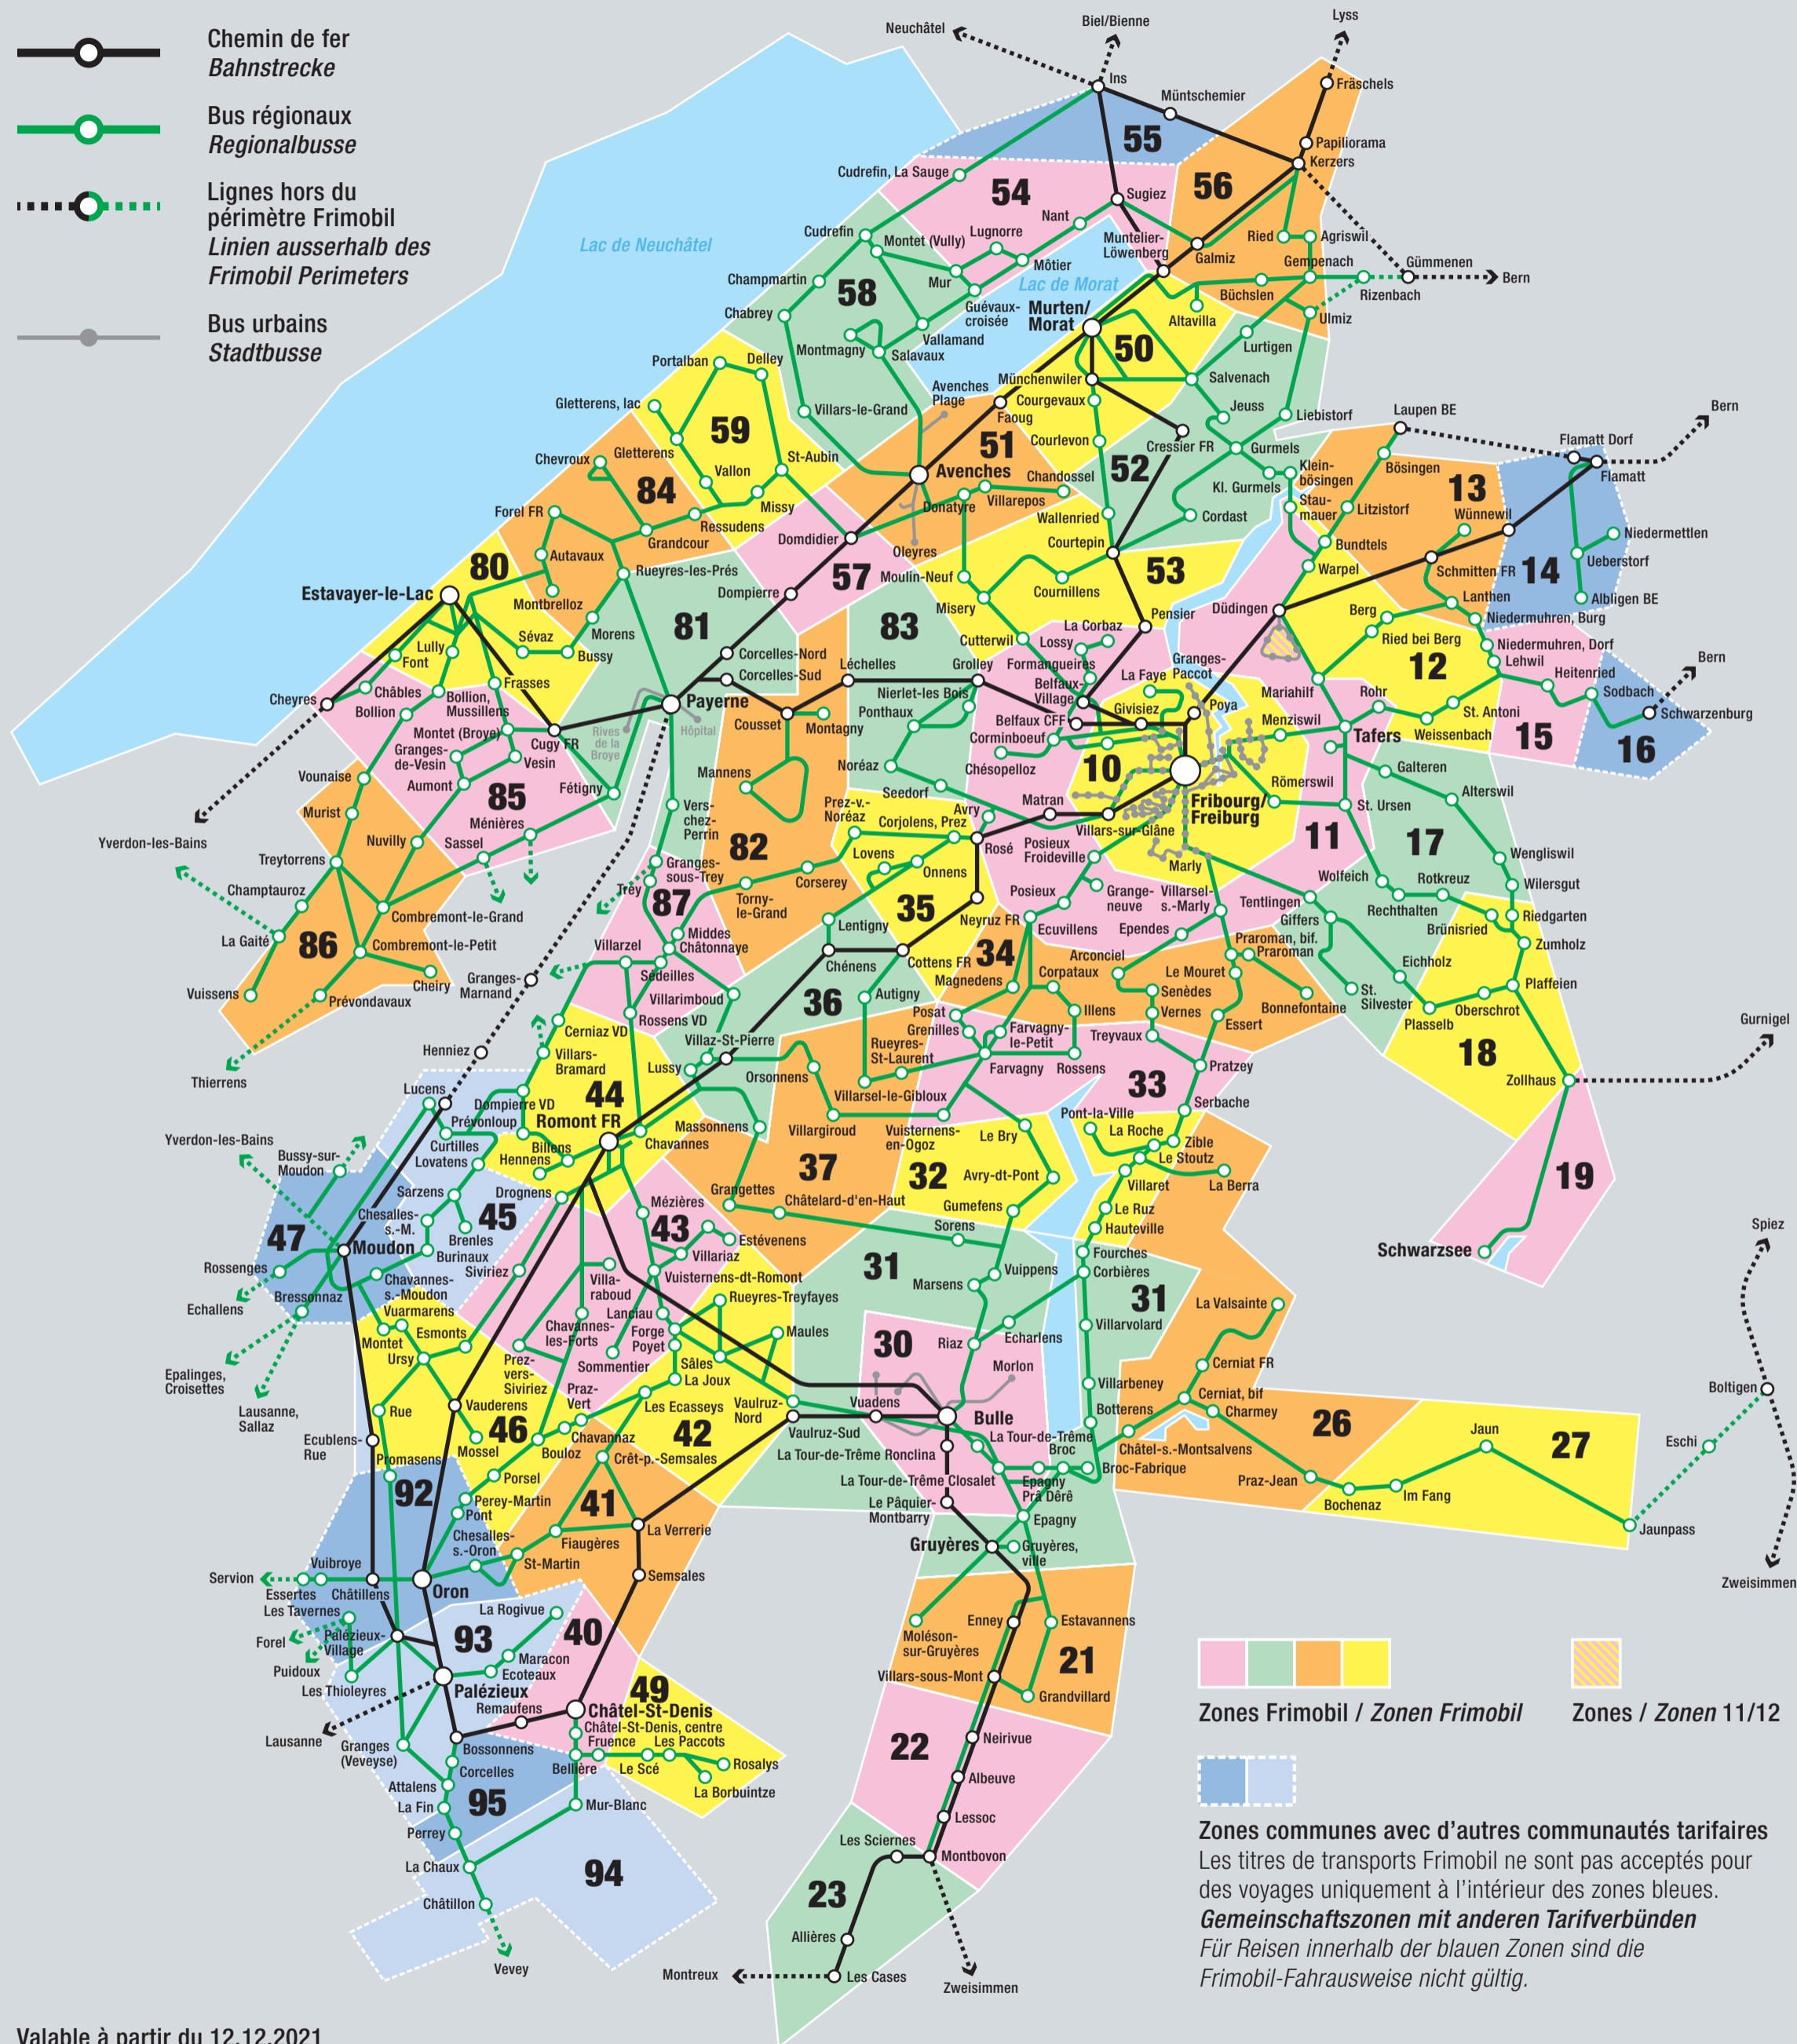 Chemin de fer
Bahnstrecke
Bus régionaux
Regionalbusse
Lignes hors du
périmètre Frimobil
Linien ausserhalb des
Frimobil Perimeters
Bus urbains
Stadtbusse
Neuchâtel
Biel/Bienne
Lyss
Ins
Müntschemier
Fräschels
55
Papiliorama
Kerzers
Cudrefin, La Sauge
54
Sugiez
56
Nant
Lac de Neuchâtel
Cudrefin
Montet (Vully)
Lugnorre
Muntelier-
Löwenberg
Galmiz
Ried
Agriswil
Champmartin
Môtier
Gempenach
Gümmenen
Bern
58
Mur
Lac de Morat
Büchslen
Rizenbach
Chabrey
Guévaux-
croisée
Murten/
Morat
Altavilla
Ulmiz
Vallamand
Montmagny
Salavaux
50
Lurtigen
Portalban
Delley
Münchenwiler
Salvenach
Avenches
Plage
Faoug
Courgevaux
Gletterens, lac
Villars-le-Grand
Jeuss
Liebistorf
Laupen BE
Bern
59
51
Courlevon
Cressier FR
Gurmels
Flamatt Dorf
Flamatt
Chevroux
Gletterens
St-Aubin
Avenches
Chandossel
52
Klein-
bösingen
Bösingen
Vallon
84
Kl. Gurmels
13
Villarepos
Stau-
mauer
Litzistorf
Wünnewil
Missy
Donatyre
Wallenried
Cordast
Forel FR
Ressudens
Niedermettlen
Grandcour
Domdidier
Oleyres
Courtepin
Bundtels
Ueberstorf
Autavaux
80
Rueyres-les-Prés
57
Moulin-Neuf
53
Warpel
Schmitten FR
14
Estavayer-le-Lac
Montbrelloz
Dompierre
Misery
Cournillens
Düdingen
Lanthen
Albligen BE
Pensier
Berg
Niedermuhren, Burg
Morens
81
83
Cutterwil
La Corbaz
Lossy
Ried bei Berg
Lully
Font
Sévaz
Bussy
Corcelles-Nord
Niedermuhren, Dorf
Lehwil
12
Bern
Corcelles-Sud
Léchelles
Grolley
Formangueires
La Faye
Granges-
Paccot
Heitenried
Cheyres
Châbles
Frasses
Nierlet-les Bois
Belfaux-
Village
Mariahilf
Rohr
Sodbach
Bollion
Bollion,
Mussillens
Payerne
Ponthaux
Givisiez
Poya
Cousset
Montagny
Belfaux CFF
Menziswil
St. Antoni
Schwarzenburg
Montet (Broye)
Cugy FR
Rives
de la
Broye
Hôpital
Corminboeuf
Tafers
Weissenbach
15
16
Granges-
de-Vesin
Vesin
Chésopelloz
10
Vounaise
Aumont
Mannens
Noréaz
Galteren
Fétigny
Römerswil
85
Seedorf
Murist
Vers-
chez-
Perrin
Prez-v.-
Noréaz
Avry
Matran
Fribourg/
Freiburg
St. Ursen
Alterswil
Ménières
Corjolens, Prez
Villars-sur-Glâne
Yverdon-les-Bains
Nuvilly
Sassel
82
11
17
Treytorrens
Granges-
sous-Trey
Lovens
Rosé
Posieux
Froideville
Marly
Wengliswil
Trey
Corserey
Onnens
Champtauroz
Torny-
le-Grand
Wolfeich
Rotkreuz
Wilersgut
Grange-
neuve
Villarsel-
s.-Marly
Combremont-le-Grand
87
35
Posieux
Tentlingen
Rechthalten
La Gaité
Neyruz FR
Giffers
Riedgarten
Lentigny
Ecuvillens
Brünisried
Combremont-le-Petit
Middes
Châtonnaye
Ependes
Zumholz
86
Villarzel
34
Praroman, bif.
Praroman
Chénens
Cottens FR
Arconciel
Eichholz
Granges-
Marnand
Sédeilles
Corpataux
Le Mouret
Cheiry
Magnedens
Plaffeien
Vuissens
Villarimboud
Autigny
Senèdes
St.
Silvester
Prévondavaux
36
Illens
Bonnefontaine
Oberschrot
Rossens VD
Posat
Vernes
Plasselb
Cerniaz VD
Grenilles
Essert
Gurnigel
Villaz-St-Pierre
Farvagny-
le-Petit
Treyvaux
Henniez
Villars-
Bramard
Rueyres-
St-Laurent
18
Thierrens
Lussy
Orsonnens
Farvagny
Rossens
Pratzey
Lucens
44
33
Zollhaus
Dompierre VD
Villarsel-le-Gibloux
Prévonloup
Romont FR
Serbache
Yverdon-les-Bains
Massonnens
Pont-la-Ville
Curtilles
Chavannes
Villargiroud
Vuisternens-
en-Ogoz
Le Bry
La Roche
Bussy-sur-
Moudon
Billens
Zible
Lovatens
Hennens
Le Stoutz
37
32
Avry-dt-Pont
19
Sarzens
Drognens
Villaret
La Berra
Mézières
Grangettes
Châtelard-d'en-Haut
Chesalles-
s.-M.
45
Gumefens
Le Ruz
47
43
Spiez
Brenles
Sorens
Hauteville
Moudon
Estévenens
Burinaux
Fourches
Schwarzsee
Rossenges
Siviriez
Villariaz
31
Corbières
Villa-
raboud
Vuippens
Chavannes-
s.-Moudon
Vuisternens-dt-Romont
Marsens
31
Echallens
Bressonnaz
Rueyres-Treyfayes
La Valsainte
Vuarmarens
Lanciau
Montet
Chavannes-
les-Forts
Forge
Maules
Villarvolard
Esmonts
Poyet
Riaz
Echarlens
Ursy
30
Epalinges,
Croisettes
Prez-
vers-
Siviriez
Sommentier
Sâles
Morlon
Cerniat FR
La Joux
Lausanne,
Sallaz
Praz-
Vert
Villarbeney
Boltigen
Rue
Vauderens
Les Ecasseys
Vaulruz-
Nord
Vuadens
Cerniat, bif
Bulle
Botterens
Charmey
46
Chavannaz
42
26
Ecublens-
Rue
Mossel
Bouloz
Vaulruz-Sud
La Tour-de-Trême
Jaun
Crêt-p.-Semsales
La Tour-de-Trême Ronclina
Broc
Châtel-s.-Montsalvens
Eschi
27
Promasens
Broc-Fabrique
Porsel
La Tour-de-Trême Closalet
Epagny
Prâ Dêrê
Praz-Jean
92
41
Perey-Martin
Le Pâquier-
Montbarry
Im Fang
Pont
Bochenaz
Epagny
Jaunpass
La Verrerie
Chesalles-
s.-Oron
Fiaugères
Gruyères
Gruyères,
ville
Vuibroye
St-Martin
Servion
Semsales
Zweisimmen
Essertes
Châtillens
Oron
Les Tavernes
La Rogivue
Enney
Estavannens
Forel
Palézieux-
Village
93
40
Moléson-
sur-Gruyères
Maracon
Puidoux
Ecoteaux
21
Les Thioleyres
Villars-sous-Mont
Palézieux
49
Grandvillard
Zones Frimobil / Zonen Frimobil
Zones / Zonen 11/12
Remaufens
Châtel-St-Denis
Châtel-St-Denis, centre
Lausanne
Fruence
Les Paccots
Neirivue
Granges
(Veveyse)
Bossonnens
22
Rosalys
Corcelles
Bellière
Le Scé
Albeuve
Attalens
La Borbuintze
95
La Fin
Mur-Blanc
Lessoc
Perrey
Les Sciernes
Zones communes avec d’autres communautés tarifaires
Les titres de transports Frimobil ne sont pas acceptés pour
des voyages uniquement à l’intérieur des zones bleues.
Gemeinschaftszonen mit anderen Tarifverbünden
Für Reisen innerhalb der blauen Zonen sind die
Frimobil-Fahrausweise nicht gültig.
Montbovon
La Chaux
94
23
Châtillon
Allières
Vevey
Montreux
Les Cases
Zweisimmen
Valable à partir du 12.12.2021